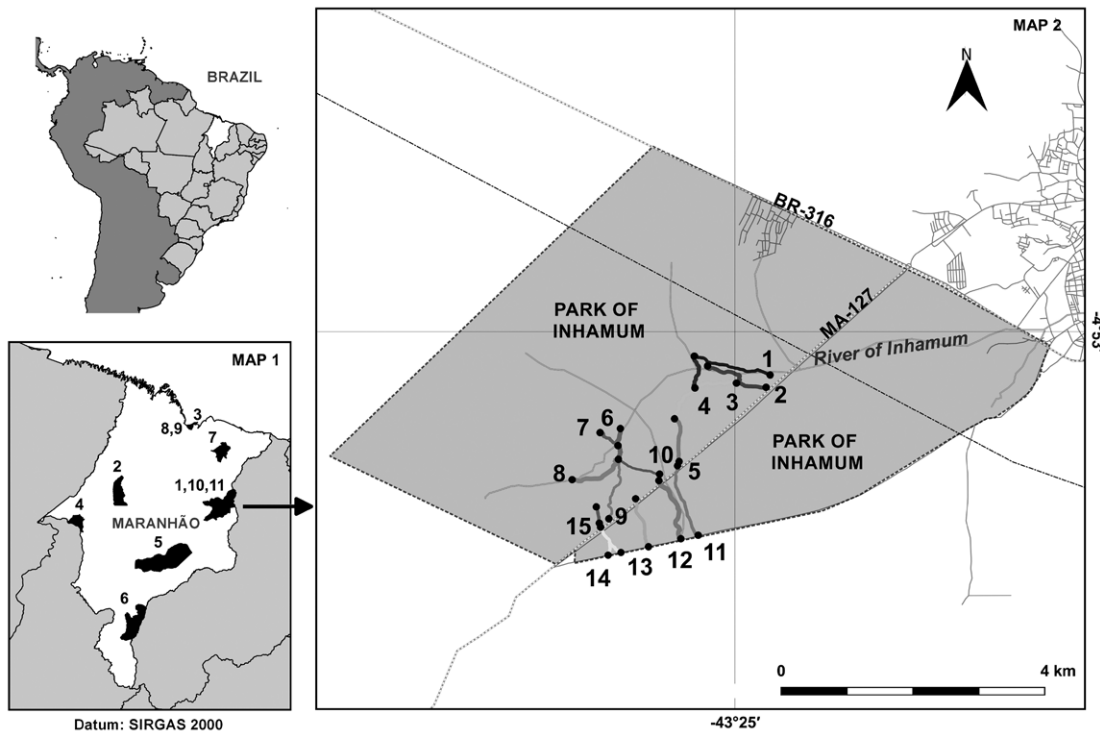 BRAZIL
MAP 1
3
8,9
7
2
1,10,11
4
MARANHÃO
5
6
Datum: SIRGAS 2000
MAP 2
N
BR-316
PARK OF
INHAMUM
MA-127
River of Inhamum
-4°53'
1
4
3
2
7
6
PARK OF
INHAMUM
10
8
5
15
9
14
13
12
11
0
4 km
-43°25′